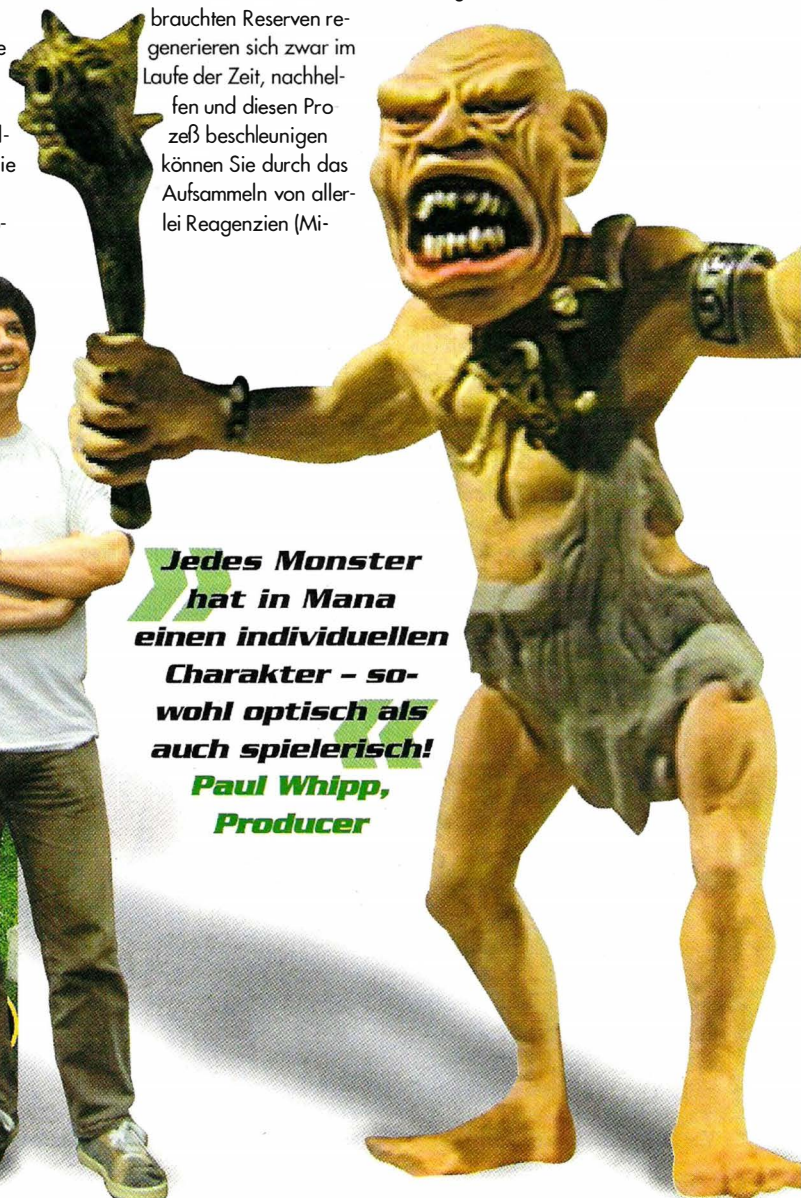 brauchten Reserven re-
generieren sich zwar im
Laufe der Zeit, nachhel-
fen und diesen Pro-
zeß beschleunigen
können Sie durch das
Aufsammeln von aller-
lei Reagenzien (Mi-
Jedes Monster
hat in Mana
einen individuellen
Charakter – so-
wohl optisch als
auch spielerisch!
Paul Whipp,
Producer